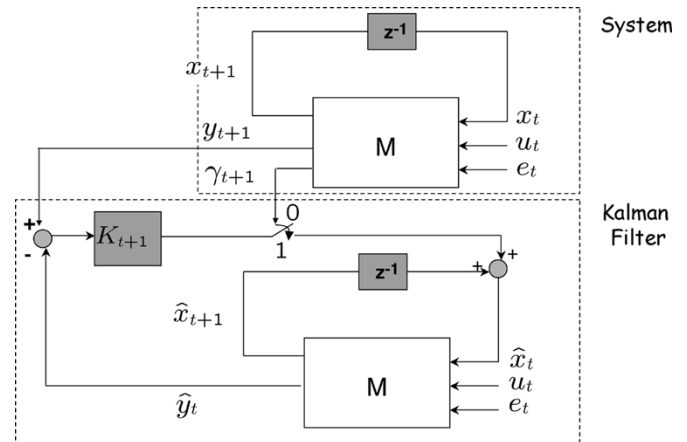 System
z⁻¹
x_{t+1}
x_t
y_{t+1}
M
u_t
γ_{t+1}
e_t
Kalman
Filter
+
-
K_{t+1}
0
1
+
+
z⁻¹
x̂_{t+1}
x̂_t
M
u_t
ŷ_t
e_t